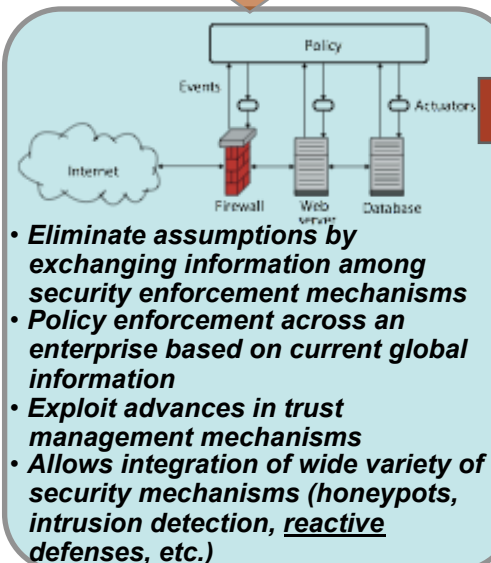 Policy
Events
Actuators
Internet
Firewall
Web
server
Database
• Eliminate assumptions by
exchanging information among
security enforcement mechanisms
• Policy enforcement across an
enterprise based on current global
information
• Exploit advances in trust
management mechanisms
• Allows integration of wide variety of
security mechanisms (honeypots,
intrusion detection, reactive
defenses, etc.)